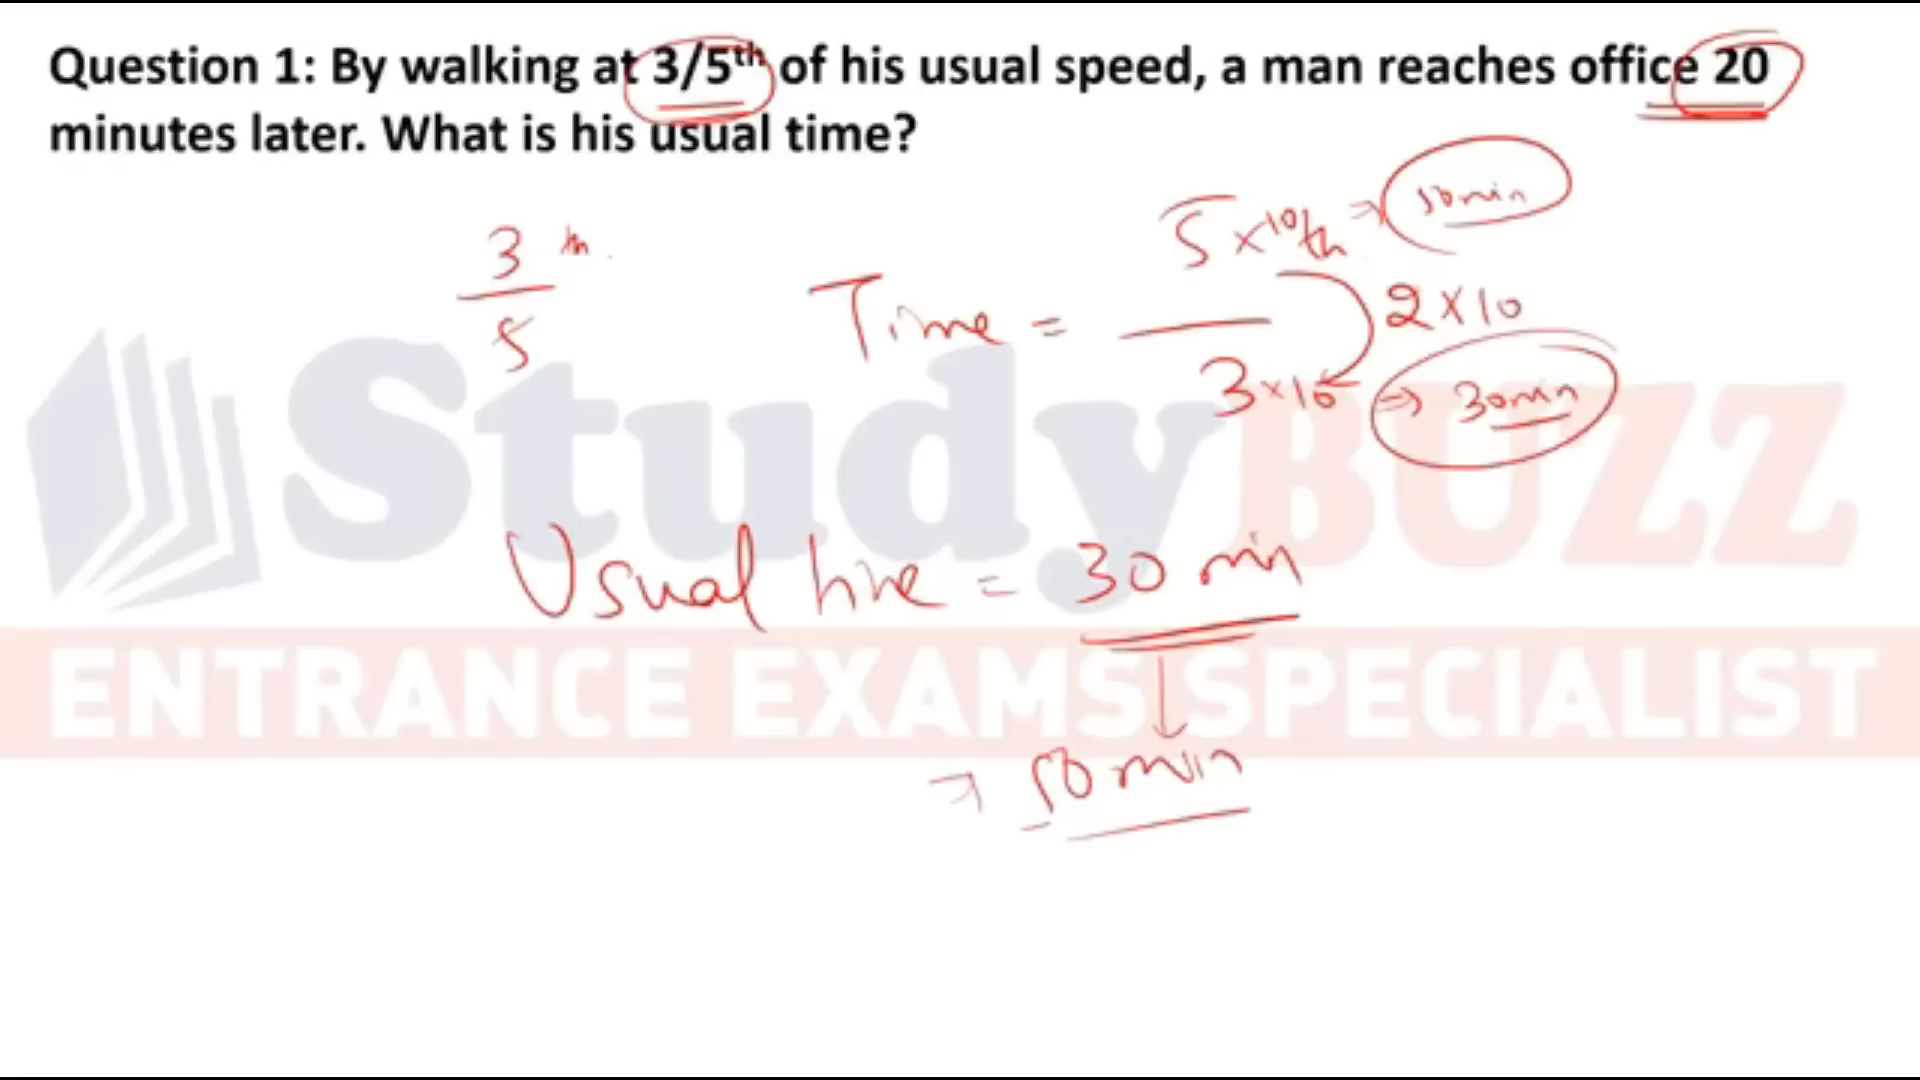 Question 1: By walking at 3/5th of his usual speed, a man reaches office 20
minutes later. What is his usual time?
3 th
5
Time =
5 x 10 th => 50 min
2 x 10
3 x 10 => 30 min
StudyBUZZ
Usual time = 30 min
ENTRANCE EXAMS SPECIALIST
=> 50 min